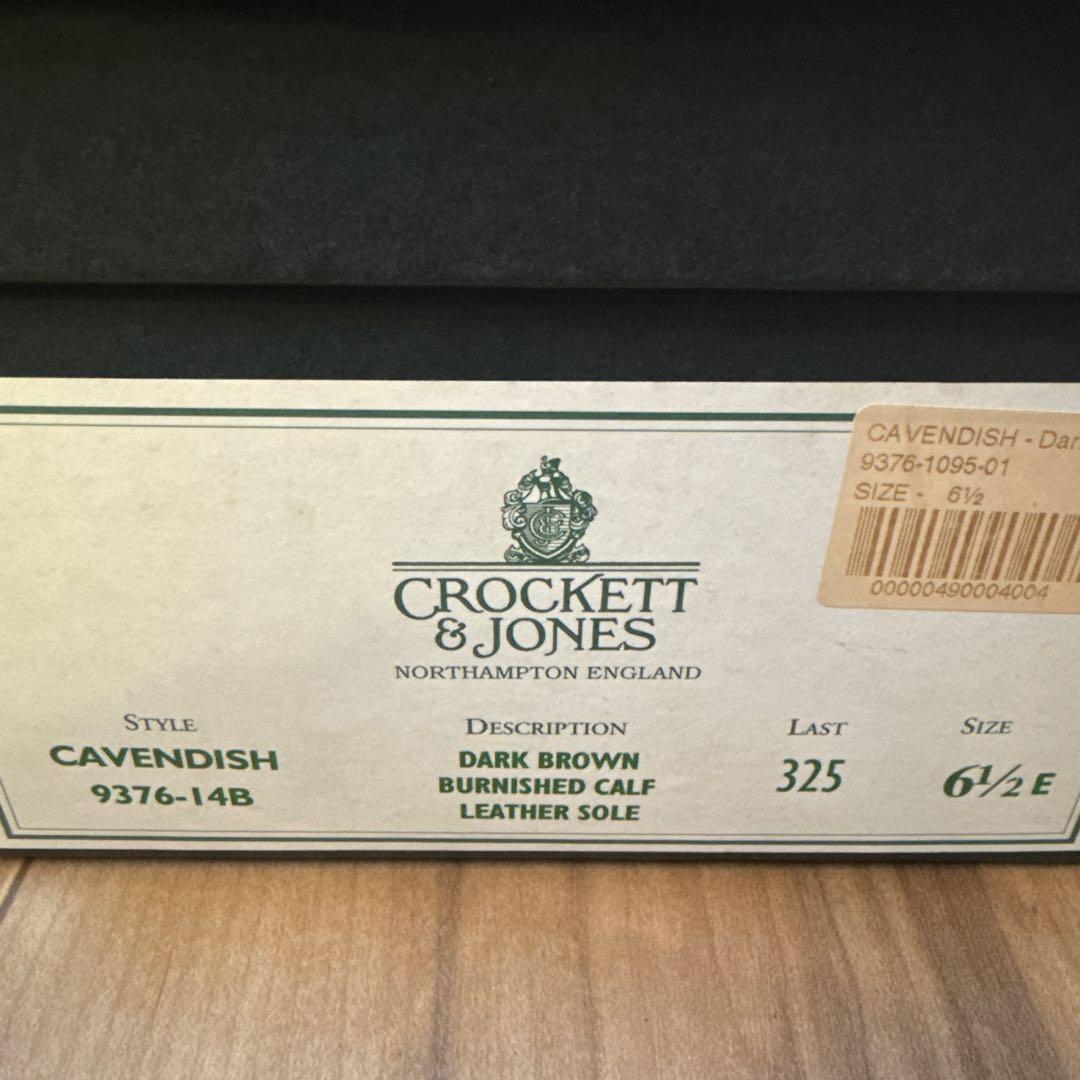 CAVENDISH - Dar
9376-1095-01
SIZE - 6½
00000490004004
CROCKETT
& JONES
NORTHAMPTON ENGLAND
STYLE
CAVENDISH
9376-14B
DESCRIPTION
DARK BROWN
BURNISHED CALF
LEATHER SOLE
LAST
325
SIZE
6½ E